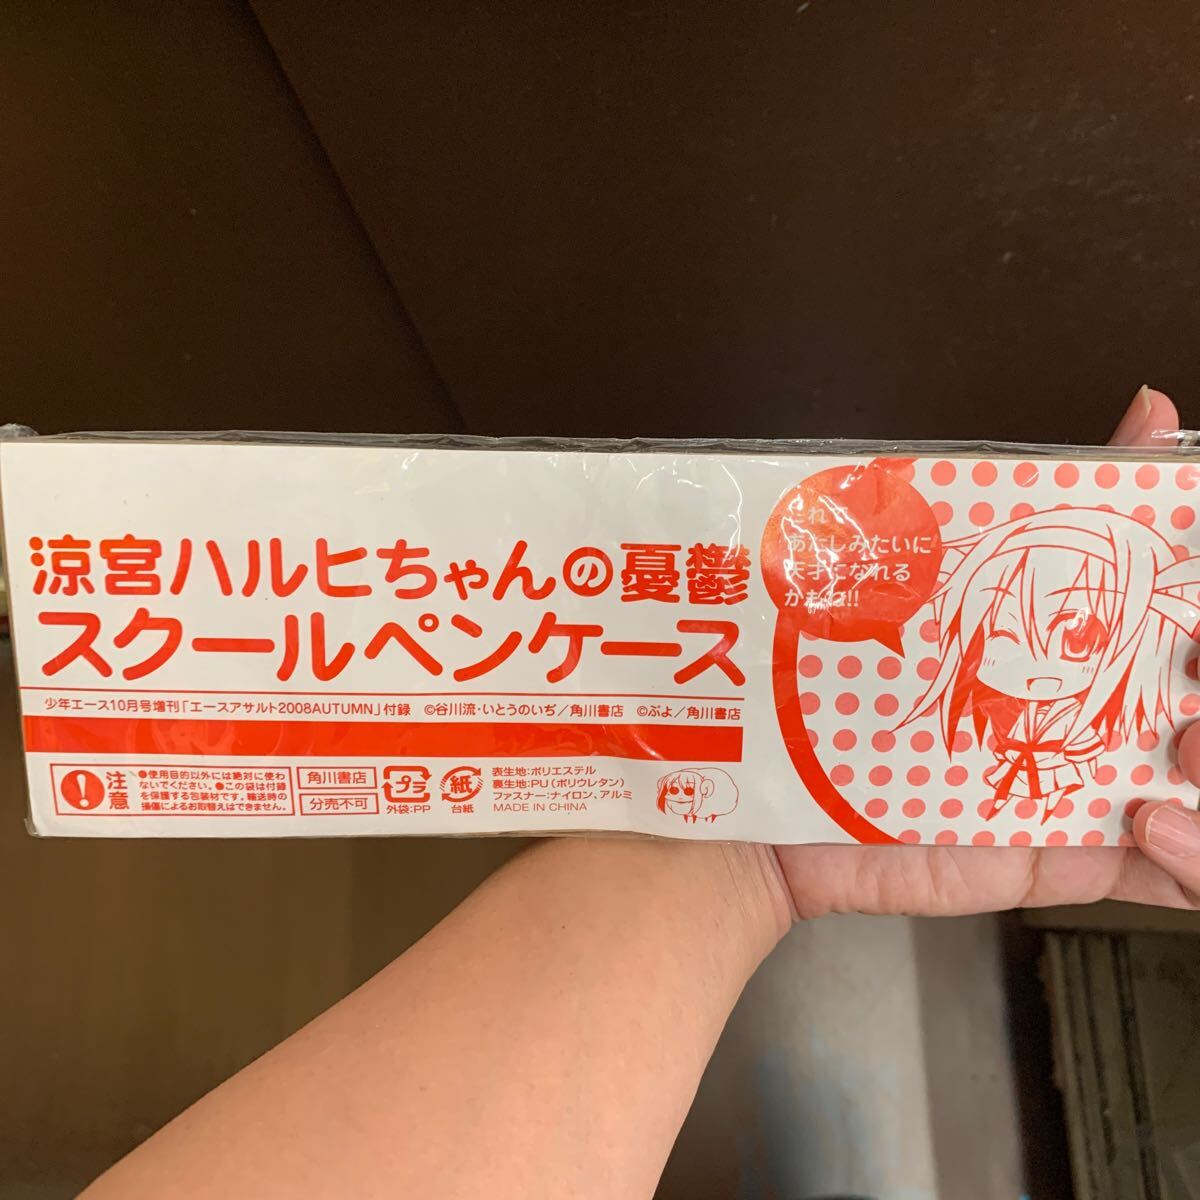 涼宮ハルヒちゃんの憂鬱
スクールペンケース
少年エース10月号増刊「エースアサルト2008AUTUMN」付録 ©谷川流・いとうのいぢ／角川書店 ©ぷよ／角川書店
注意
●使用目的以外には絶対に使わ
ないでください。●この袋は付録
を保護する包装材です。輸送時の
損傷によるお取替えはできません。
角川書店
分売不可
プラ
外袋:PP
紙
台紙
表生地:ポリエステル
裏生地:PU(ポリウレタン)
ファスナー:ナイロン、アルミ
MADE IN CHINA
これで
あたしみたいに
天才になれる
かもね!!